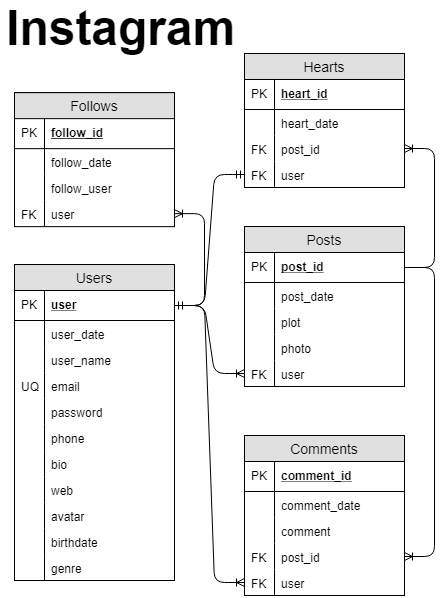 Instagram
Hearts
PK heart_id
heart_date
FK post_id
FK user
Follows
PK follow_id
follow_date
follow_user
FK user
Posts
PK post_id
post_date
plot
photo
FK user
Users
PK user
user_date
user_name
UQ email
password
phone
bio
web
avatar
birthdate
genre
Comments
PK comment_id
comment_date
comment
FK post_id
FK user